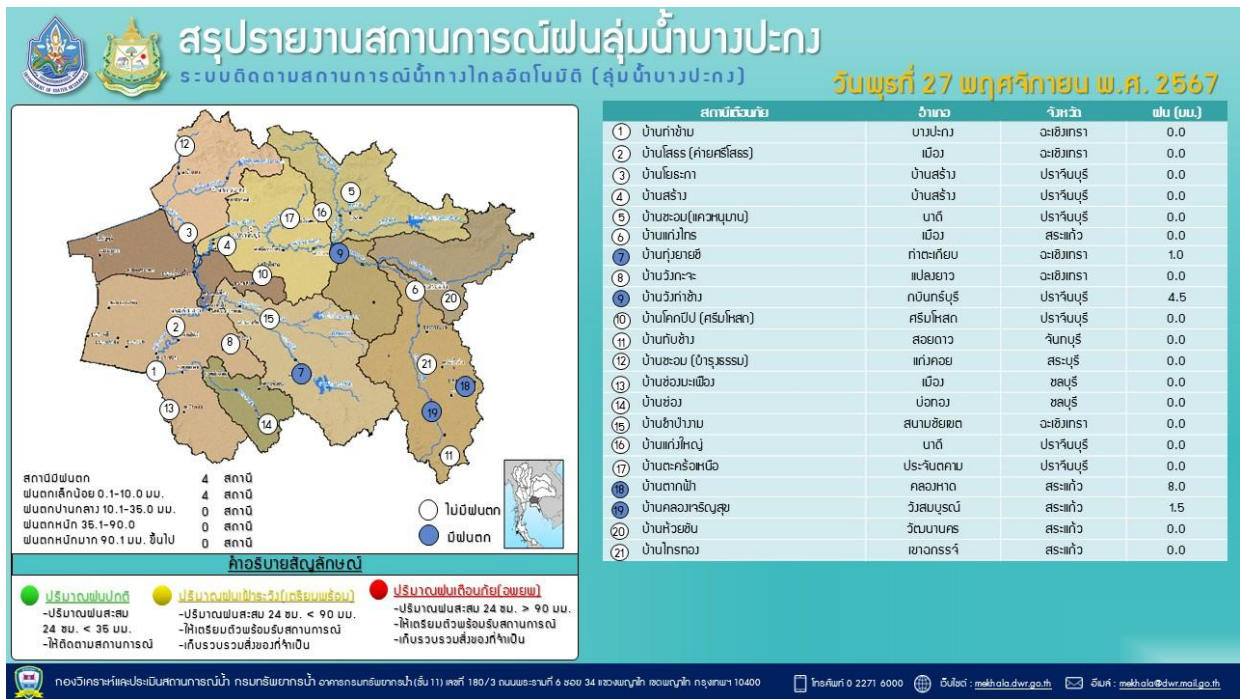 สรุปรายงานสถานการณ์ฝนลุ่มน้ำบางปะกง
ระบบติดตามสถานการณ์น้ำทางไกลอัตโนมัติ (ลุ่มน้ำบางปะกง)
วันพุธที่ 27 พฤศจิกายน พ.ศ. 2567
สถานีเตือนภัย อำเภอ จังหวัด ฝน (มม.)
1 บ้านท่าข้าม บางปะกง ฉะเชิงเทรา 0.0
2 บ้านโสธร (ค่ายศรีโสธร) เมือง ฉะเชิงเทรา 0.0
3 บ้านโยธะกา บ้านสร้าง ปราจีนบุรี 0.0
4 บ้านสร้าง บ้านสร้าง ปราจีนบุรี 0.0
5 บ้านซะอม(แควหนุมาน) นาดี ปราจีนบุรี 0.0
6 บ้านแก่งไทร เมือง สระแก้ว 0.0
7 บ้านทุ่งยายชี ท่าตะเกียบ ฉะเชิงเทรา 1.0
8 บ้านวังกะจะ แปลงยาว ฉะเชิงเทรา 0.0
9 บ้านวังท่าช้าง กบินทร์บุรี ปราจีนบุรี 4.5
10 บ้านโคกปีป (ศรีมโหสถ) ศรีมโหสถ ปราจีนบุรี 0.0
11 บ้านทับช้าง สอยดาว จันทบุรี 0.0
12 บ้านซะอม (บำรุงธรรม) แก่งคอย สระบุรี 0.0
13 บ้านช่องมะเฟือง เมือง ชลบุรี 0.0
14 บ้านช่อง บ่อทอง ชลบุรี 0.0
15 บ้านชำป่างาม สนามชัยเขต ฉะเชิงเทรา 0.0
16 บ้านแก่งใหญ่ นาดี ปราจีนบุรี 0.0
17 บ้านตะคร้อเหนือ ประจันตคาม ปราจีนบุรี 0.0
18 บ้านตากฟ้า คลองหาด สระแก้ว 8.0
19 บ้านคลองเจริญสุข วังสมบูรณ์ สระแก้ว 1.5
20 บ้านห้วยชัน วัฒนานคร สระแก้ว 0.0
21 บ้านไทรทอง เขาฉกรรจ์ สระแก้ว 0.0
12
5
17
16
3
4
9
10
6
20
15
2
8
1
21
7
18
13
19
14
11
สถานีมีฝนตก 4 สถานี
ฝนตกเล็กน้อย 0.1-10.0 มม. 4 สถานี
ฝนตกปานกลาง 10.1-35.0 มม. 0 สถานี
ฝนตกหนัก 35.1-90.0 0 สถานี
ฝนตกหนักมาก 90.1 มม. ขึ้นไป 0 สถานี
ไม่มีฝนตก
มีฝนตก
คำอธิบายสัญลักษณ์
ปริมาณฝนปกติ
-ปริมาณฝนสะสม
24 ชม. < 35 มม.
-ให้ติดตามสถานการณ์
ปริมาณฝนเฝ้าระวัง(เตรียมพร้อม)
-ปริมาณฝนสะสม 24 ชม. < 90 มม.
-ให้เตรียมตัวพร้อมรับสถานการณ์
-เก็บรวบรวมสิ่งของที่จำเป็น
ปริมาณฝนเตือนภัย(อพยพ)
-ปริมาณฝนสะสม 24 ชม. > 90 มม.
-ให้เตรียมตัวพร้อมรับสถานการณ์
-เก็บรวบรวมสิ่งของที่จำเป็น
กองวิเคราะห์และประเมินสถานการณ์น้ำ กรมทรัพยากรน้ำ อาคารกรมทรัพยากรน้ำ(ชั้น 11) เลขที่ 180/3 ถนนพระรามที่ 6 ซอย 34 แขวงพญาไท เขตพญาไท กรุงเทพฯ 10400 โทรศัพท์ 0 2271 6000 เว็บไซต์ : mekhala.dwr.go.th อีเมล์ : mekhala@dwr.mail.go.th